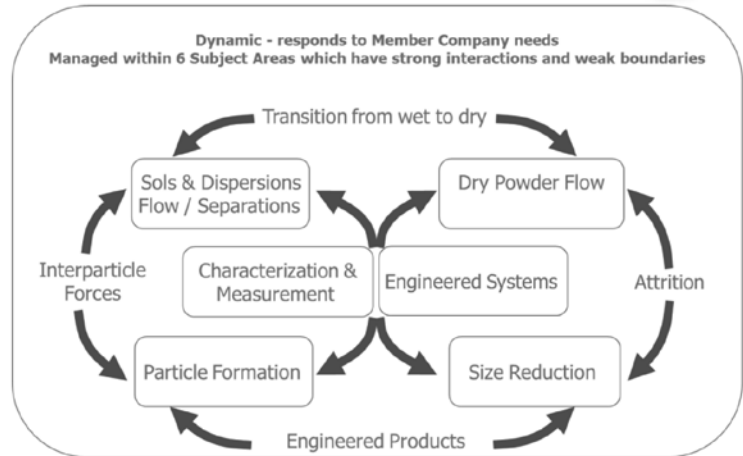 Dynamic - responds to Member Company needs
Managed within 6 Subject Areas which have strong interactions and weak boundaries
Transition from wet to dry
Sols & Dispersions
Flow / Separations
Dry Powder Flow
Interparticle
Forces
Characterization &
Measurement
Engineered Systems
Attrition
Particle Formation
Size Reduction
Engineered Products